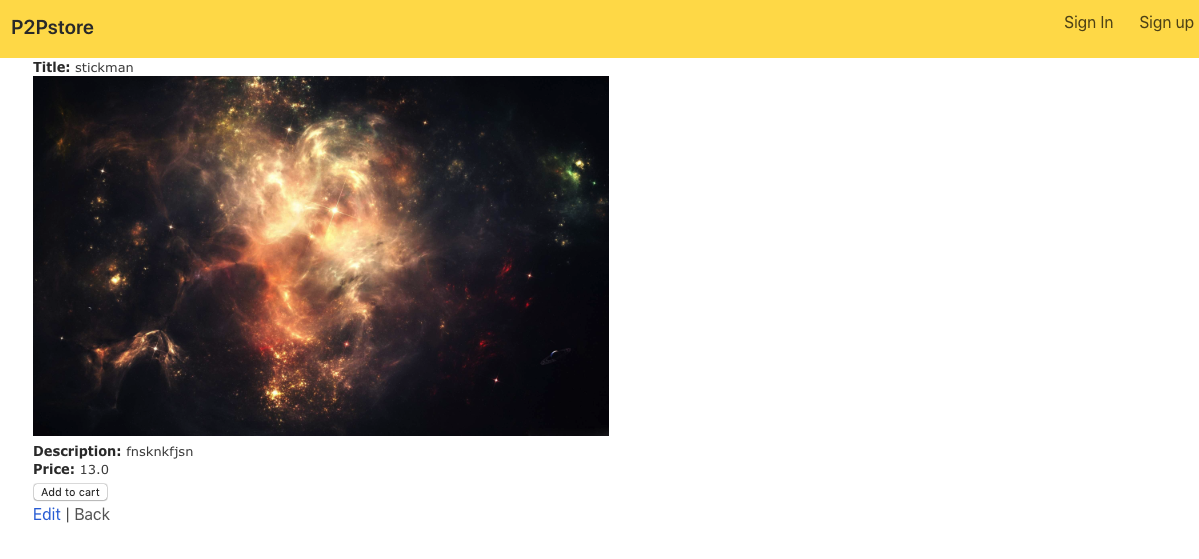 P2Pstore
Sign In
Sign up
Title: stickman
Description: fnsknkfjsn
Price: 13.0
Add to cart
Edit | Back